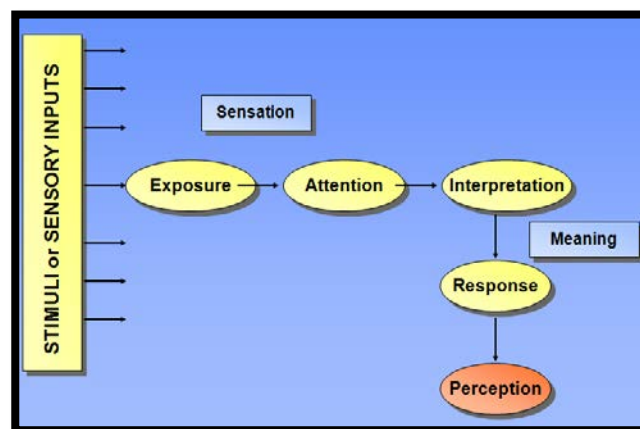 STIMULI or SENSORY INPUTS
Sensation
Exposure
Attention
Interpretation
Meaning
Response
Perception